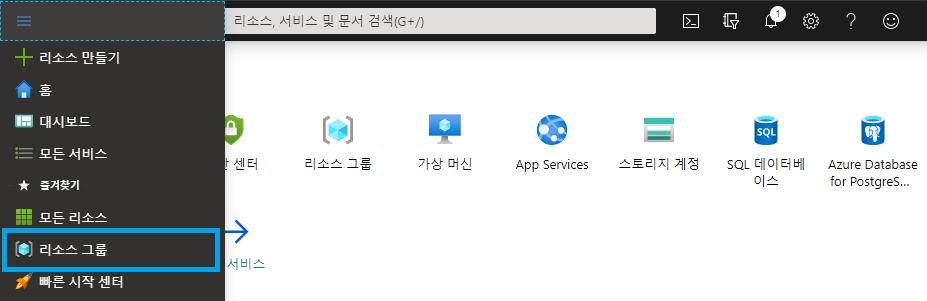 리소스, 서비스 및 문서 검색(G+/)
1
리소스 만들기
홈
대시보드
모든 서비스
즐겨찾기
모든 리소스
리소스 그룹
빠른 시작 센터
센터
리소스 그룹
가상 머신
App Services
스토리지 계정
SQL
SQL 데이터베
이스
Azure Database
for PostgreS...
서비스